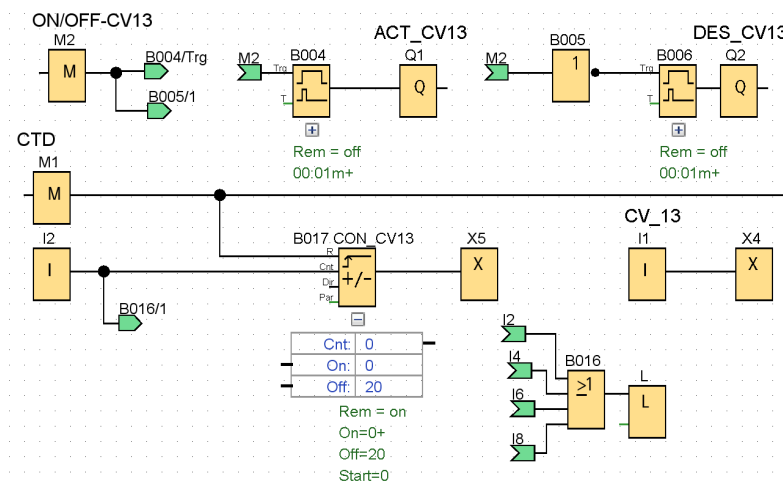 ON/OFF-CV13
M2
M
B004/Trg
B005/1
ACT_CV13
M2
B004
Trg
T
Q1
Q
Rem = off
00:01m+
DES_CV13
M2
B005
1
B006
Trg
T
Q2
Q
Rem = off
00:01m+
CTD
M1
M
I2
I
B016/1
B017 CON_CV13
R
Cnt
Dir
Par
+/-
X5
X
Cnt: 0
On: 0
Off: 20
Rem = on
On=0+
Off=20
Start=0
CV_13
I1
I
X4
X
I2
I4
I6
I8
B016
≥1
L
L